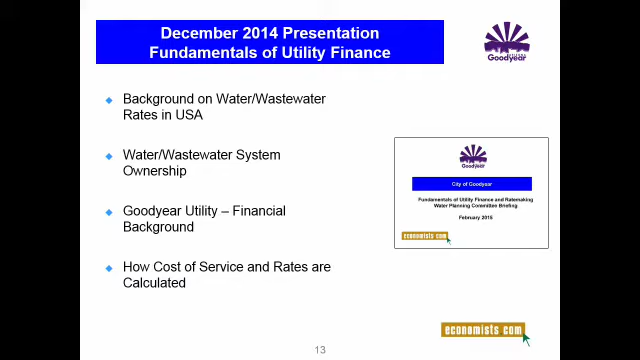 December 2014 Presentation
Fundamentals of Utility Finance
Goodyear
Background on Water/Wastewater
Rates in USA
Water/Wastewater System
Ownership
Goodyear Utility – Financial
Background
How Cost of Service and Rates are
Calculated
Goodyear
City of Goodyear
Fundamentals of Utility Finance and Ratemaking
Water Planning Committee Briefing
February 2015
economists.com
economists.com
13